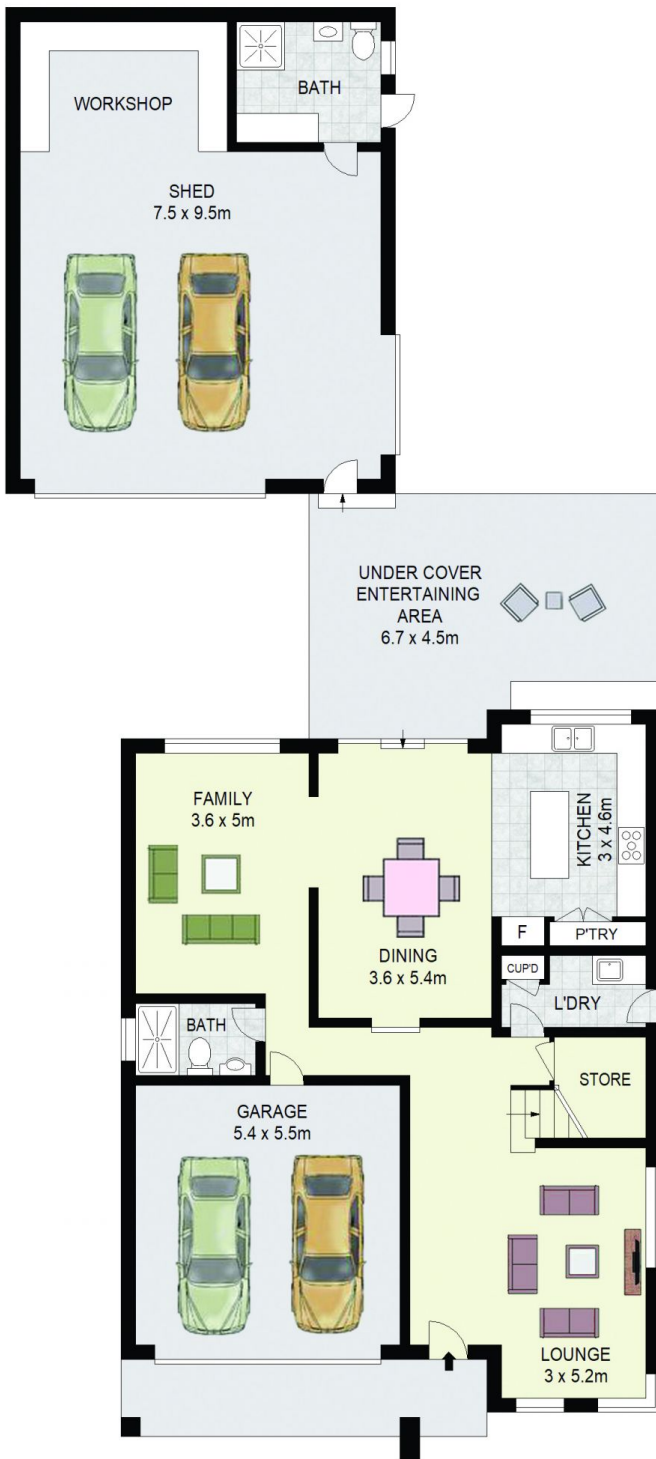 WORKSHOP
BATH
SHED
7.5 x 9.5m
UNDER COVER
ENTERTAINING
AREA
6.7 x 4.5m
FAMILY
3.6 x 5m
KITCHEN
3 x 4.6m
DINING
3.6 x 5.4m
F
P'TRY
CUP'D
L'DRY
BATH
STORE
GARAGE
5.4 x 5.5m
LOUNGE
3 x 5.2m